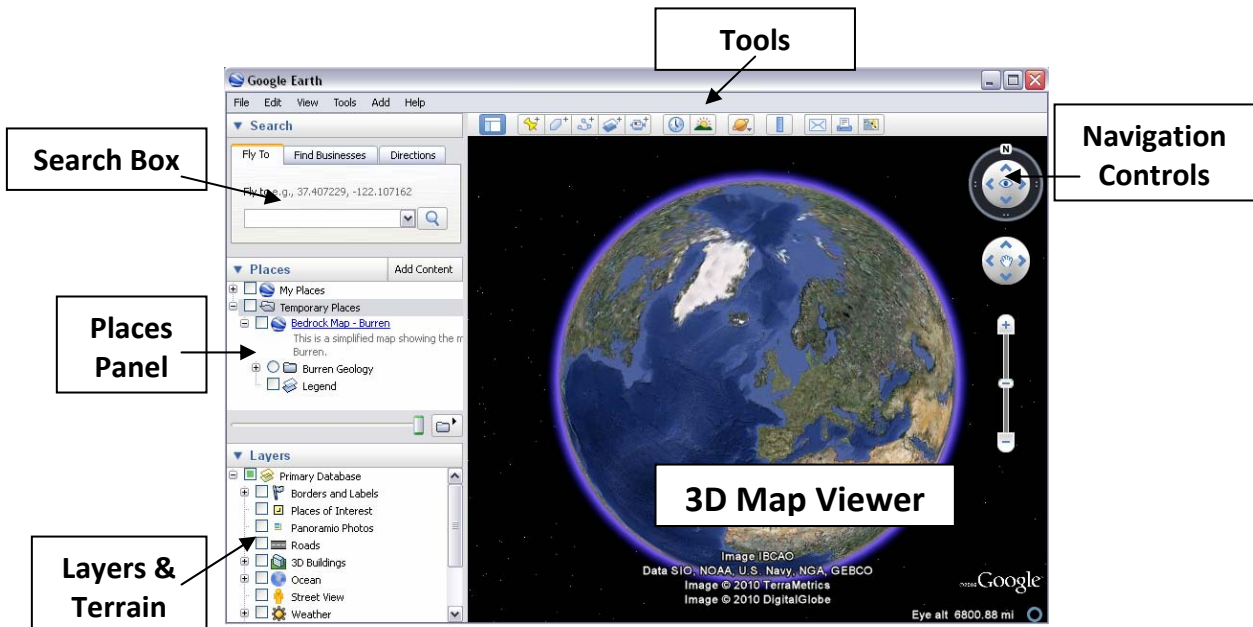 Tools
Google Earth
File Edit View Tools Add Help
Search
Search Box
Fly To Find Businesses Directions
Fly to e.g., 37.407229, -122.107162
Navigation
Controls
N
Places Add Content
My Places
Temporary Places
Bedrock Map - Burren
This is a simplified map showing the m
Burren.
Burren Geology
Legend
Places
Panel
Layers
Primary Database
Borders and Labels
Places of Interest
Panoramio Photos
Roads
3D Buildings
Ocean
Street View
Weather
Layers &
Terrain
3D Map Viewer
Image IBCAO
Data SIO, NOAA, U.S. Navy, NGA, GEBCO
Image © 2010 TerraMetrics
Image © 2010 DigitalGlobe
Google
Eye alt 6800.88 mi